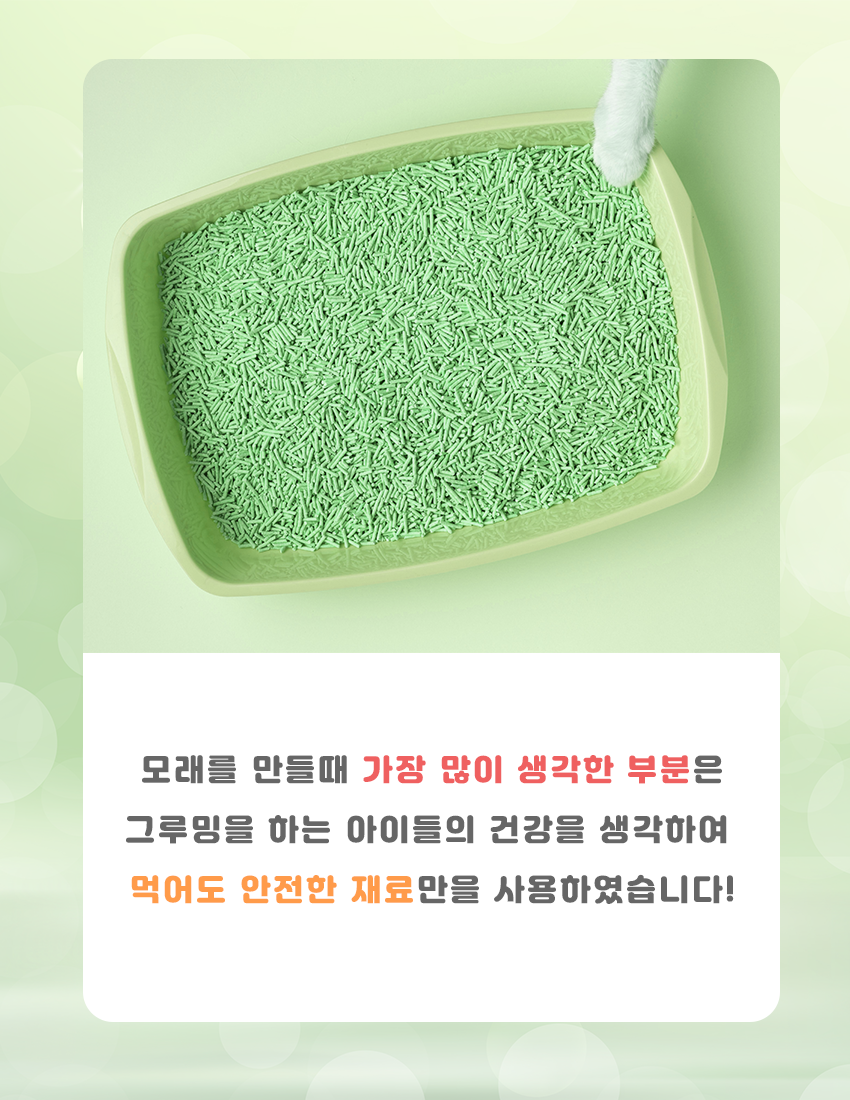 모래를 만들때 가장 많이 생각한 부분은
그루밍을 하는 아이들의 건강을 생각하여
먹어도 안전한 재료만을 사용하였습니다!